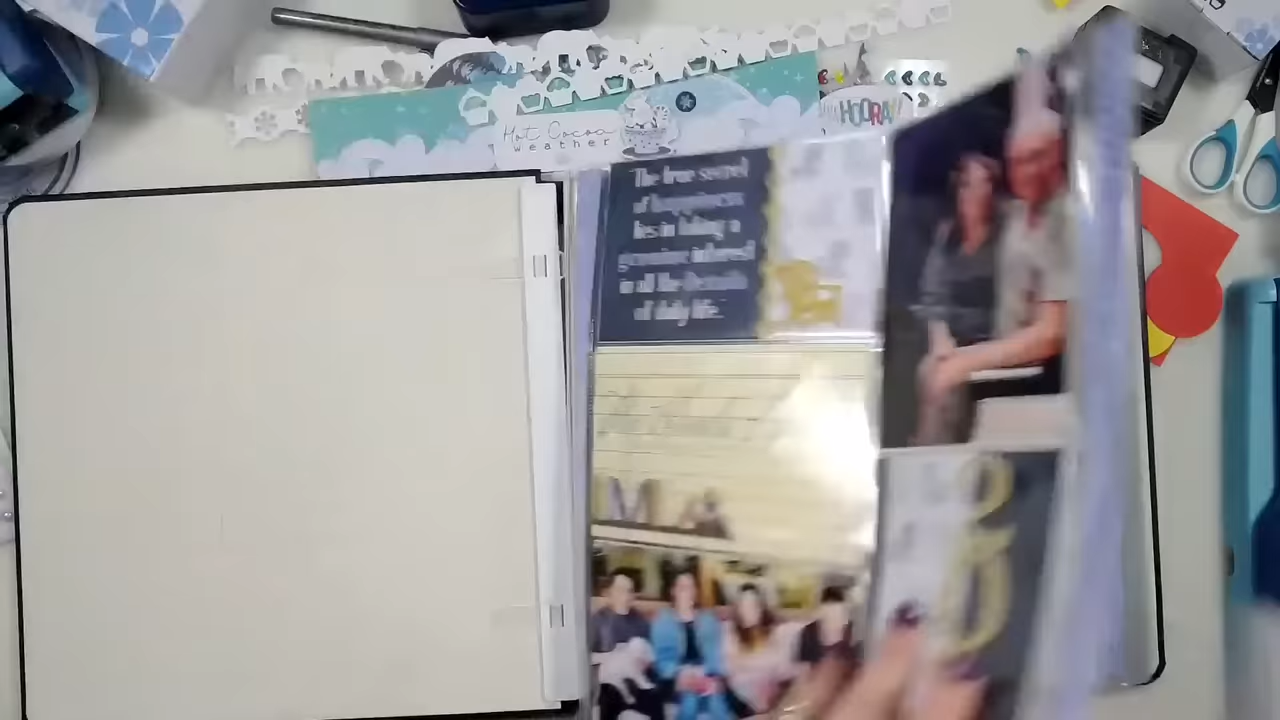 Hot Cocoa
weather
HOORAY!
The true secret
of happiness
lies in taking a
genuine interest
in all the details
of daily life.
M